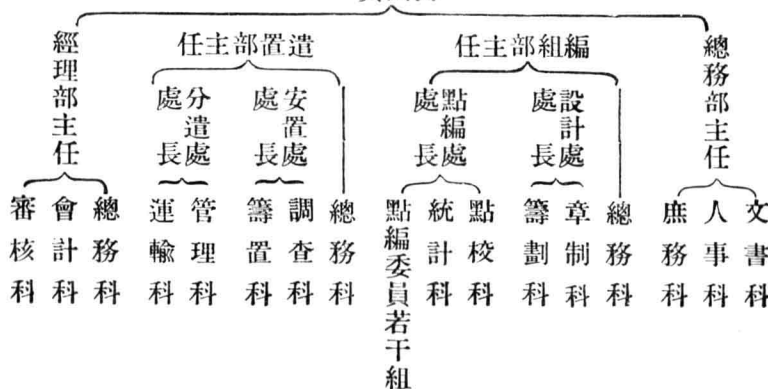 總務部主任
文書科
人事科
庶務科
編組部主任
總務科
設計處
處長
章制科
籌劃科
點編處
處長
點校科
統計科
點編委員若干組
遣置部主任
總務科
安置處
處長
調查科
籌置科
分遣處
處長
管理科
運輸科
經理部主任
總務科
會計科
審核科